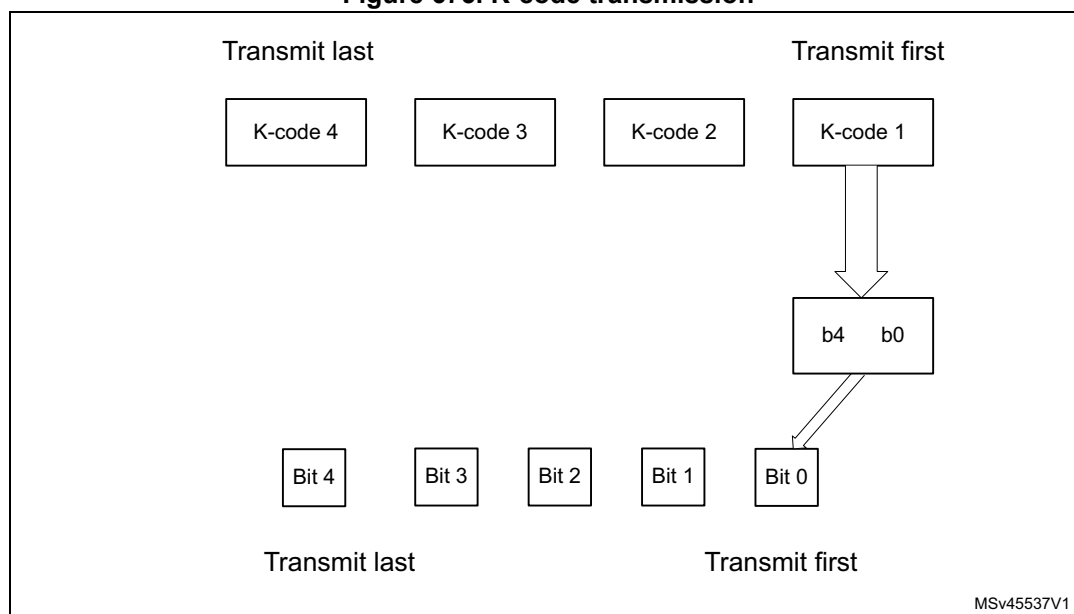 Transmit last Transmit first
K-code 4 K-code 3 K-code 2 K-code 1
b4 b0
Bit 4 Bit 3 Bit 2 Bit 1 Bit 0
Transmit last Transmit first
MSv45537V1